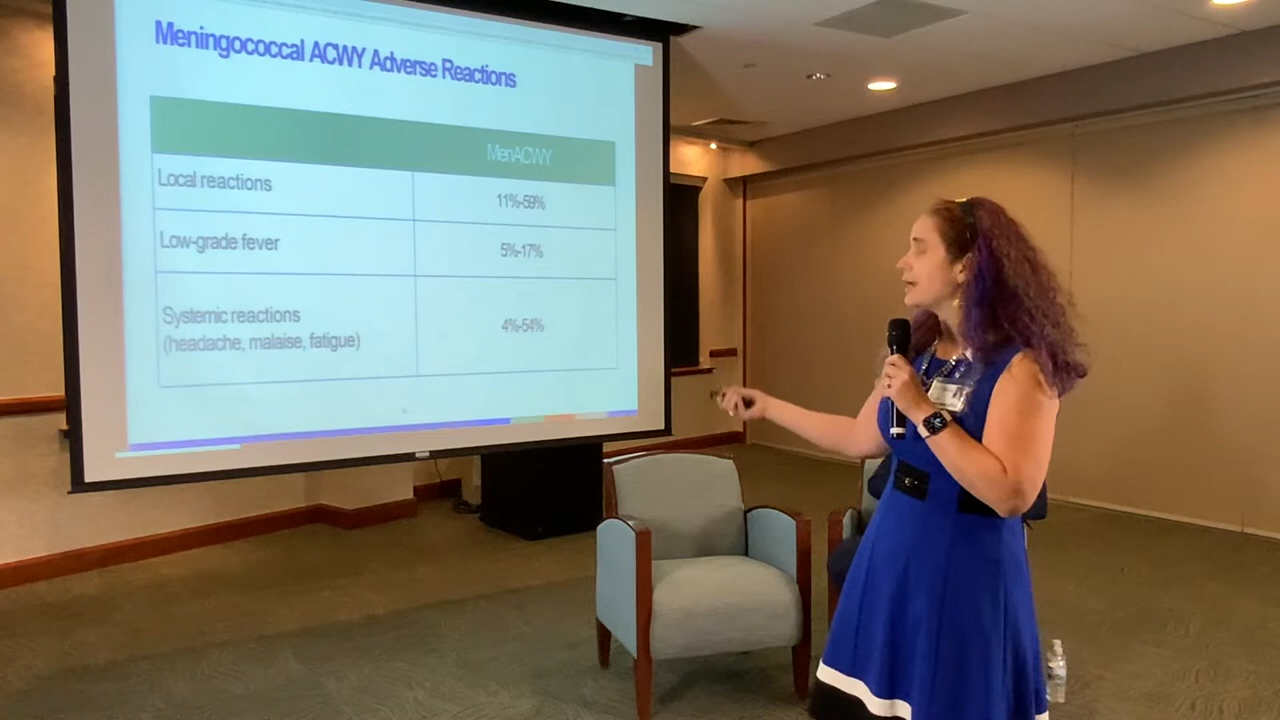 Meningococcal ACWY Adverse Reactions
MenACWY
Local reactions
11%-59%
Low-grade fever
5%-17%
Systemic reactions
(headache, malaise, fatigue)
4%-54%